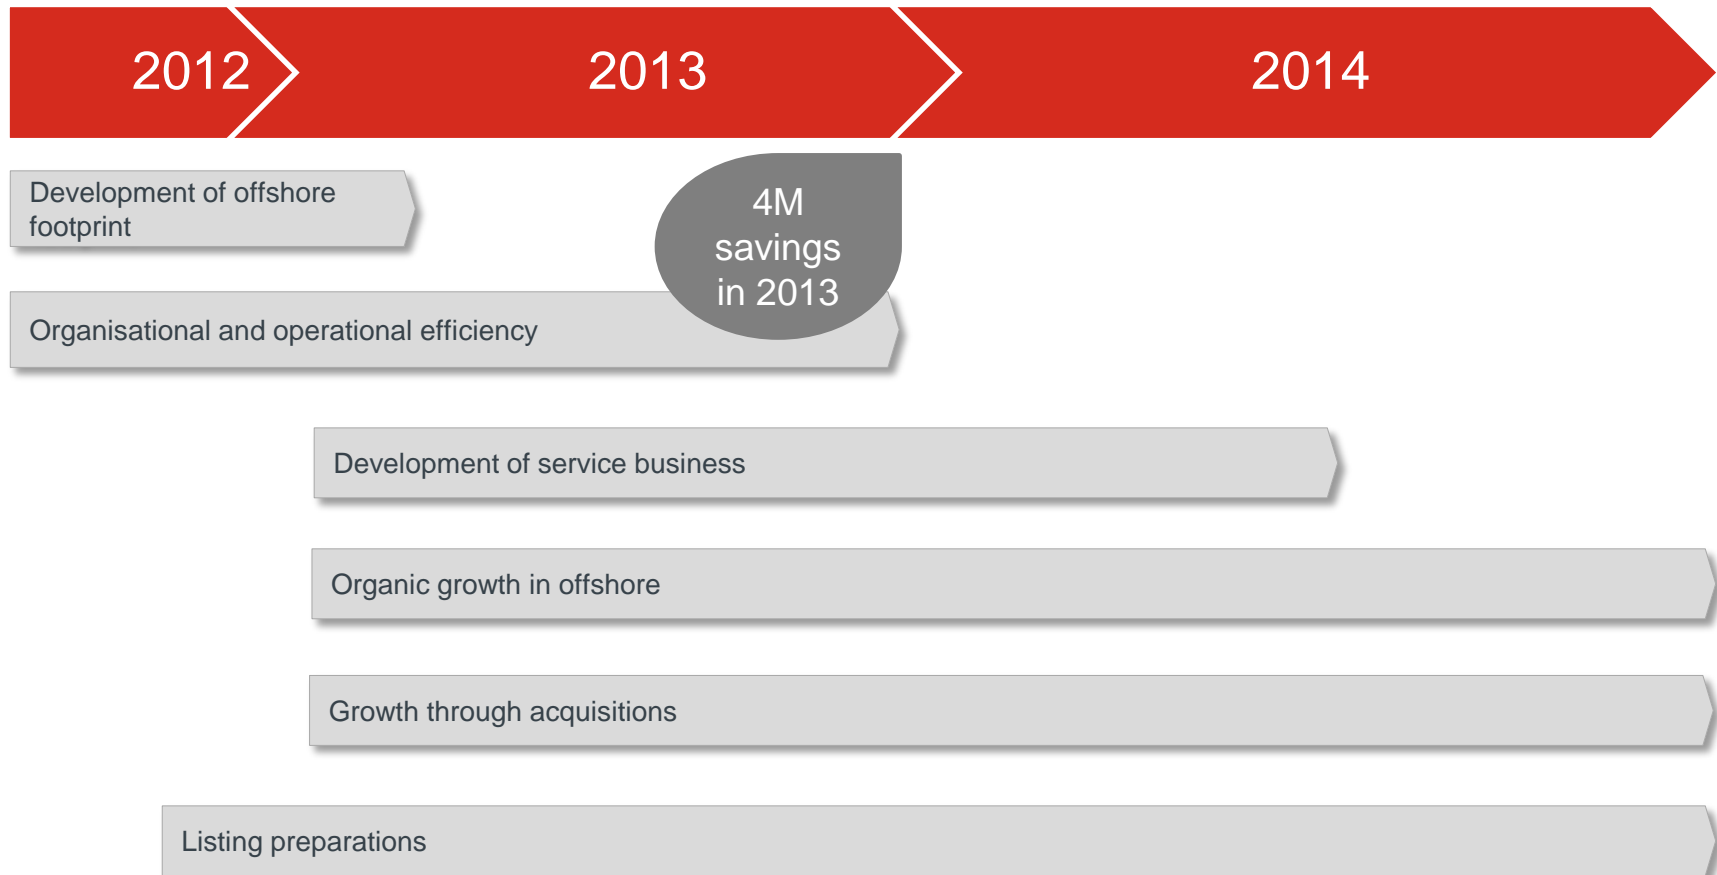 2012
2013
2014
Development of offshore
footprint
4M
savings
in 2013
Organisational and operational efficiency
Development of service business
Organic growth in offshore
Growth through acquisitions
Listing preparations